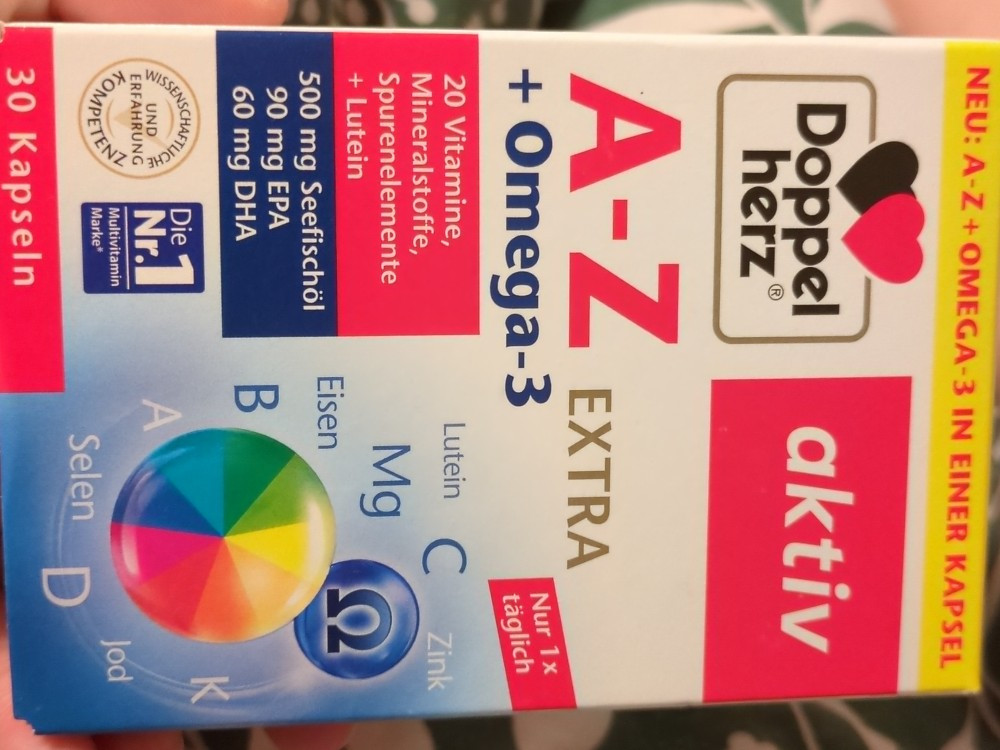 NEU: A-Z + OMEGA-3 IN EINER KAPSEL
Doppel
herz®
aktiv
A-Z EXTRA
+ Omega-3
Nur 1x
täglich
20 Vitamine,
Mineralstoffe,
Spurenelemente
+ Lutein
500 mg Seefischöl
90 mg EPA
60 mg DHA
Lutein
C
Zink
Mg
Eisen
Ω
B
A
K
Selen
Jod
D
WISSENSCHAFTLICHE
UND
ERFAHRUNG
KOMPETENZ
Die
Nr.1
Multivitamin
Marke*
30 Kapseln